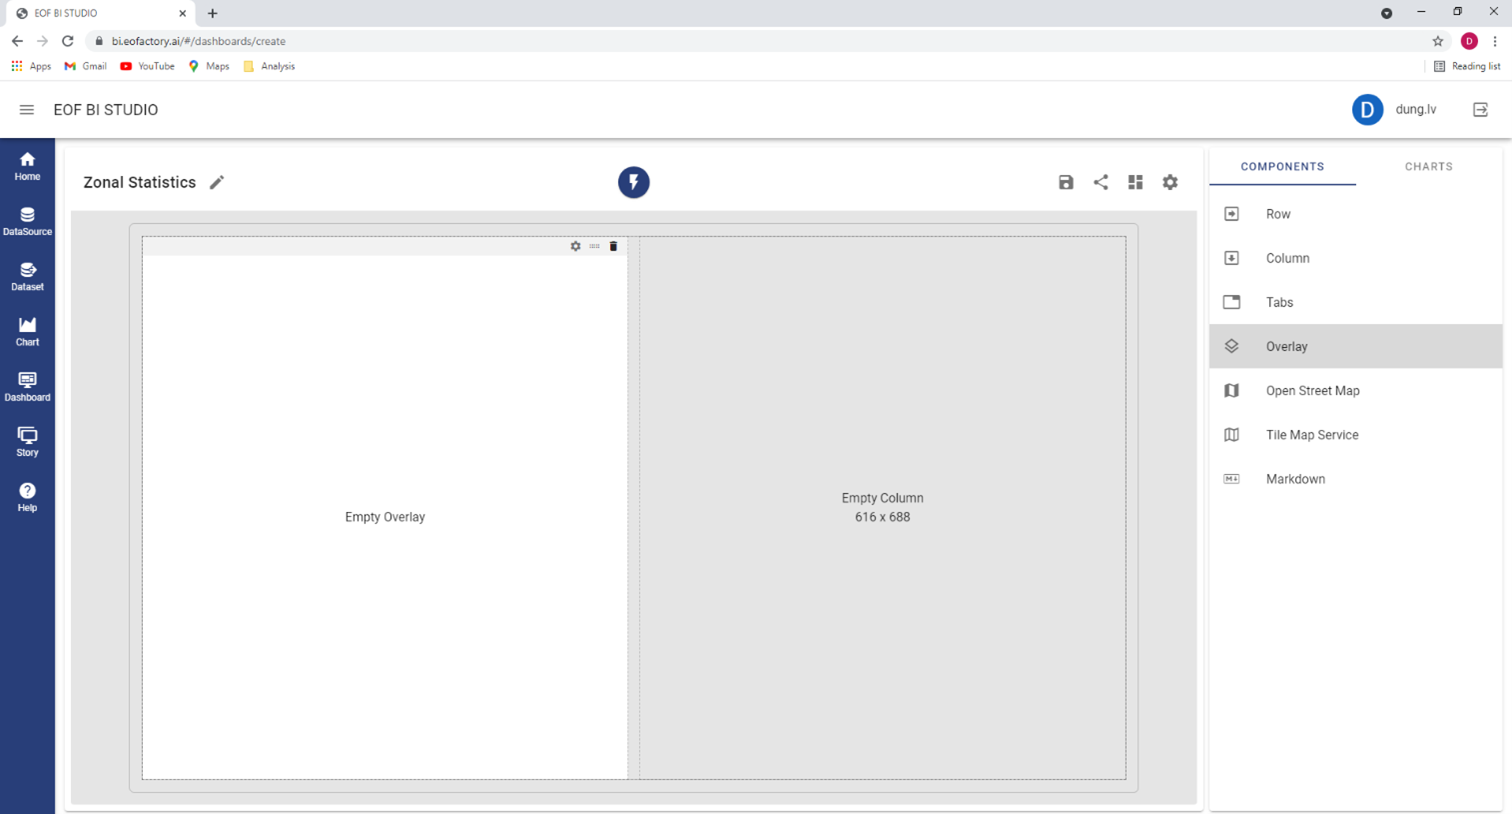 EOF BI STUDIO
bi.eofactory.ai/#/dashboards/create
D
Apps
Gmail
YouTube
Maps
Analysis
Reading list
EOF BI STUDIO
D
dung.lv
Home
DataSource
Dataset
Chart
Dashboard
Story
Help
Zonal Statistics
Empty Overlay
Empty Column
616 x 688
COMPONENTS
CHARTS
Row
Column
Tabs
Overlay
Open Street Map
Tile Map Service
Markdown